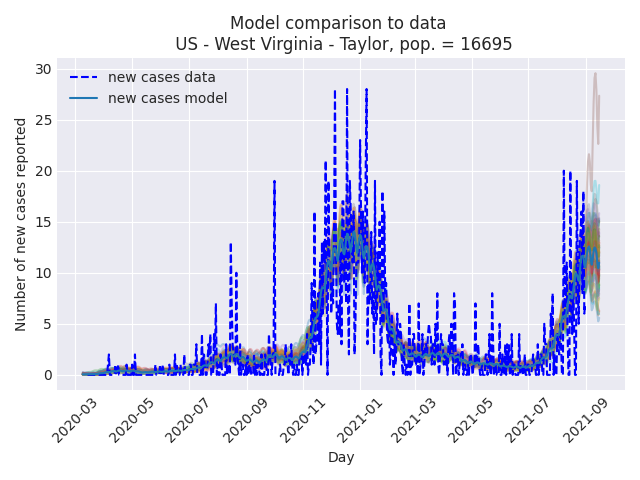 Model comparison to data
US - West Virginia - Taylor, pop. = 16695
new cases data
new cases model
Number of new cases reported
30
25
20
15
10
5
0
2020-03
2020-05
2020-07
2020-09
2020-11
2021-01
2021-03
2021-05
2021-07
2021-09
Day